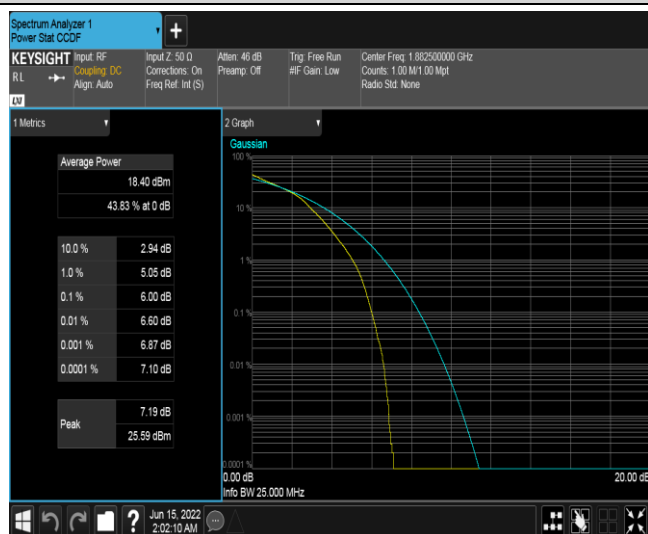 Spectrum Analyzer 1
Power Stat CCDF
+
KEYSIGHT
RL
LXI
Input: RF
Coupling: DC
Align: Auto
Input Z: 50 Ω
Corrections: On
Freq Ref: Int (S)
Atten: 46 dB
Preamp: Off
Trig: Free Run
#IF Gain: Low
Center Freq: 1.882500000 GHz
Counts: 1.00 M/1.00 Mpt
Radio Std: None
1 Metrics
Average Power
18.40 dBm
43.83 % at 0 dB
10.0 % 2.94 dB
1.0 % 5.05 dB
0.1 % 6.00 dB
0.01 % 6.60 dB
0.001 % 6.87 dB
0.0001 % 7.10 dB
Peak
7.19 dB
25.59 dBm
2 Graph
Gaussian
100 %
10 %
1 %
0.1 %
0.01 %
0.001 %
0.0001 %
0.00 dB
20.00 dB
Info BW 25.000 MHz
?
Jun 15, 2022
2:02:10 AM